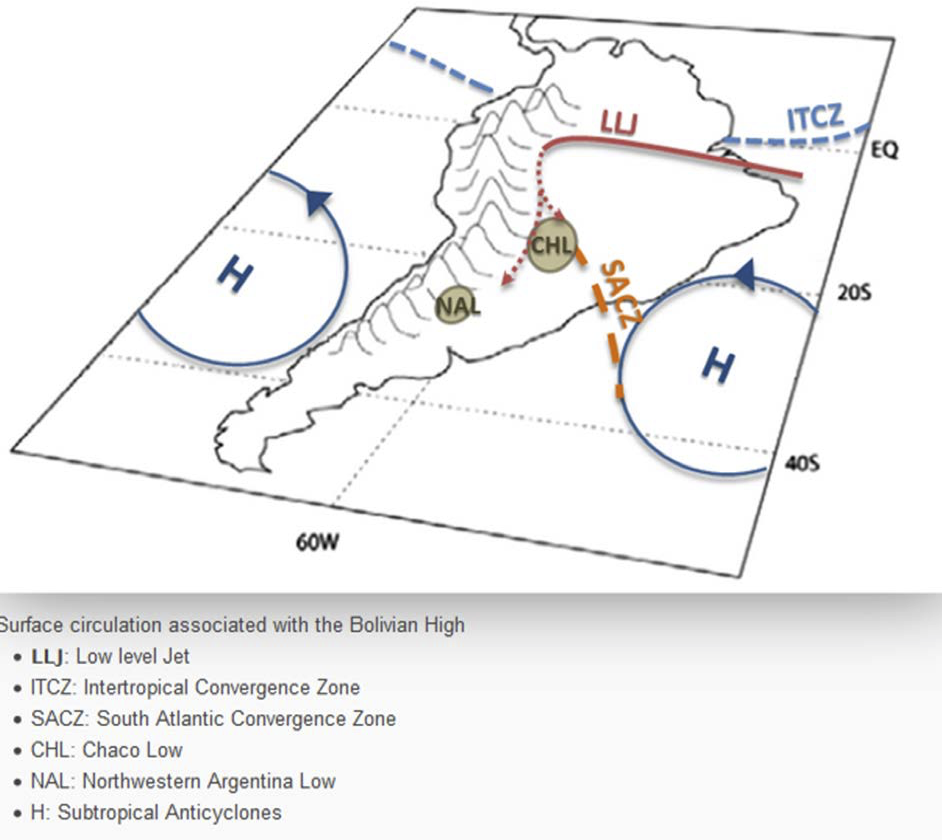 LLJ
ITCZ
EQ
H
CHL
SACZ
20S
NAL
H
40S
60W
Surface circulation associated with the Bolivian High
• LLJ: Low level Jet
• ITCZ: Intertropical Convergence Zone
• SACZ: South Atlantic Convergence Zone
• CHL: Chaco Low
• NAL: Northwestern Argentina Low
• H: Subtropical Anticyclones